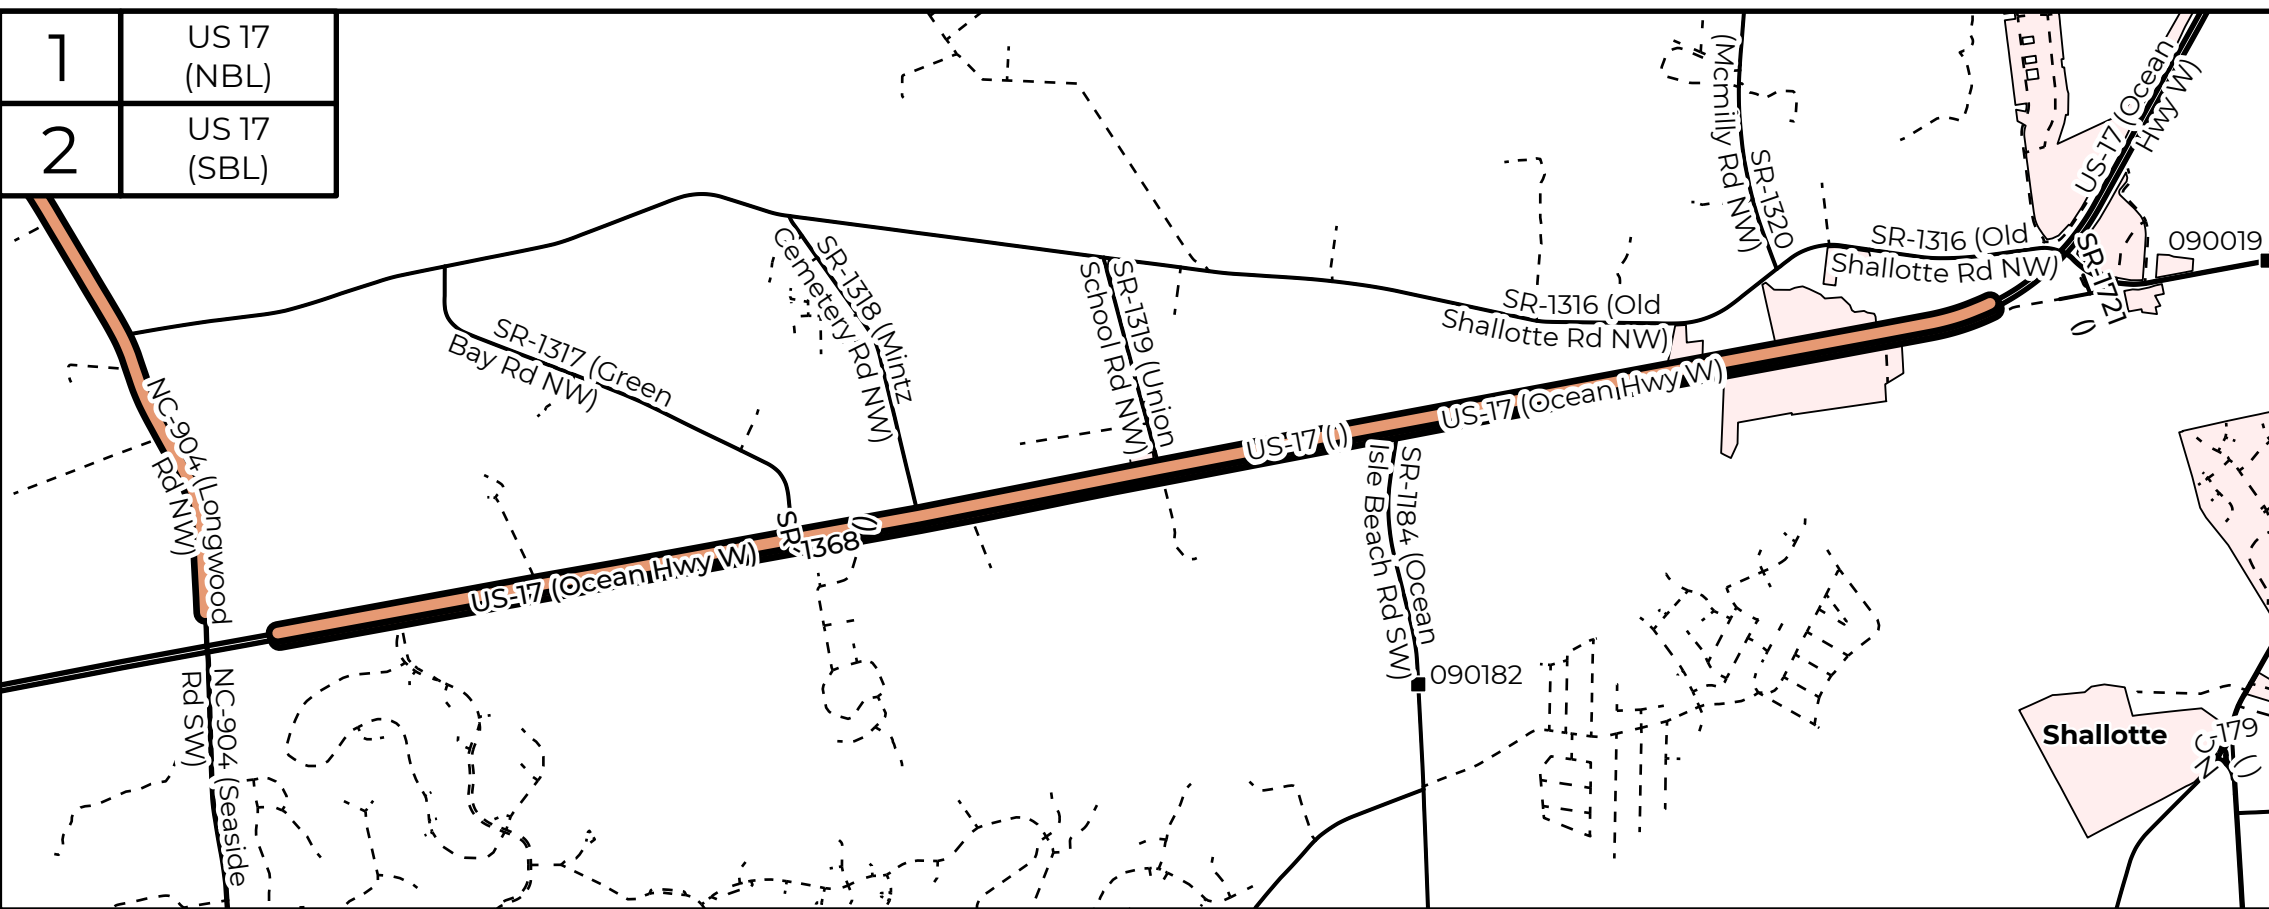 1
US 17
(NBL)
2
US 17
(SBL)
(Mcmilly Rd NW)
SR-1320
US-17 (Ocean
Hwy W)
SR-1316 (Old
Shallotte Rd NW)
090019
SR-1721
()
SR-1318 (Mintz
Cemetery Rd NW)
SR-1319 (Union
School Rd NW)
SR-1316 (Old
Shallotte Rd NW)
SR-1317 (Green
Bay Rd NW)
NC-904 (Longwood
Rd NW)
US-17 (Ocean Hwy W)
US-17 ()
SR-1184 (Ocean
Isle Beach Rd SW)
SR-1368
()
US-17 (Ocean Hwy W)
090182
NC-904 (Seaside
Rd SW)
Shallotte
NC-179
()